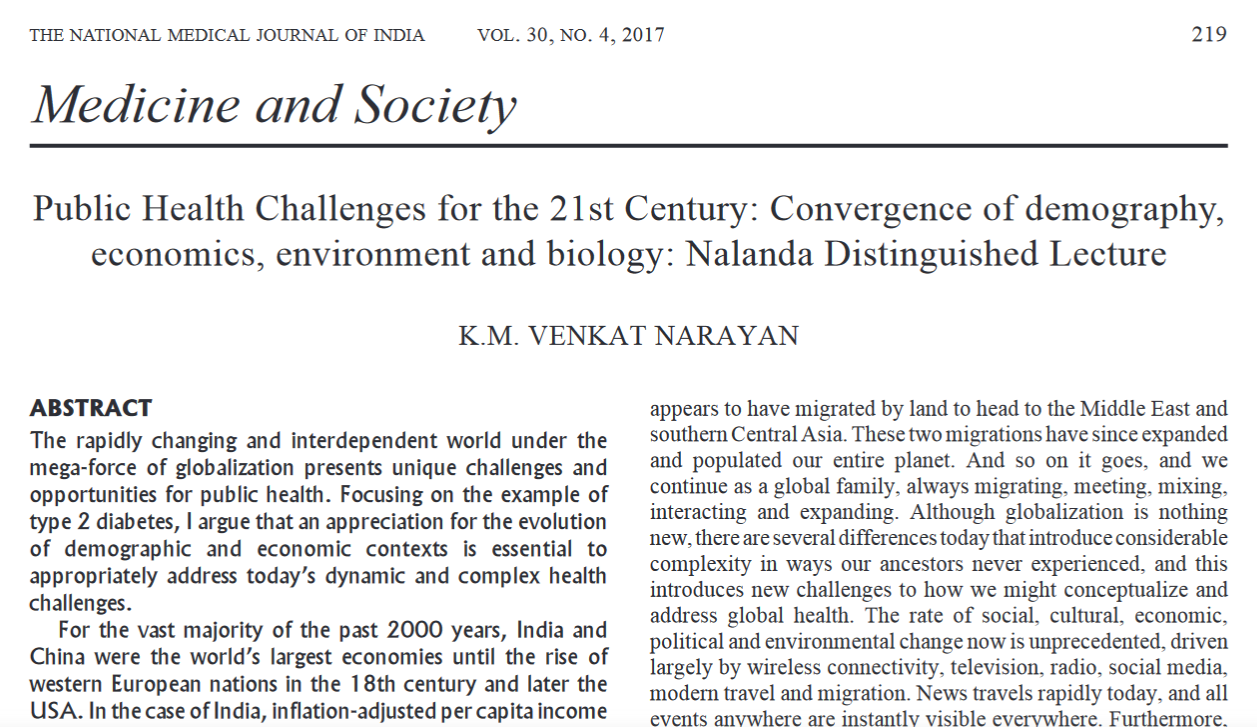 THE NATIONAL MEDICAL JOURNAL OF INDIA VOL. 30, NO. 4, 2017 219
Medicine and Society
Public Health Challenges for the 21st Century: Convergence of demography,
economics, environment and biology: Nalanda Distinguished Lecture
K.M. VENKAT NARAYAN
ABSTRACT
The rapidly changing and interdependent world under the
mega-force of globalization presents unique challenges and
opportunities for public health. Focusing on the example of
type 2 diabetes, I argue that an appreciation for the evolution
of demographic and economic contexts is essential to
appropriately address today's dynamic and complex health
challenges.
For the vast majority of the past 2000 years, India and
China were the world's largest economies until the rise of
western European nations in the 18th century and later the
USA. In the case of India, inflation-adjusted per capita income
appears to have migrated by land to head to the Middle East and
southern Central Asia. These two migrations have since expanded
and populated our entire planet. And so on it goes, and we
continue as a global family, always migrating, meeting, mixing,
interacting and expanding. Although globalization is nothing
new, there are several differences today that introduce considerable
complexity in ways our ancestors never experienced, and this
introduces new challenges to how we might conceptualize and
address global health. The rate of social, cultural, economic,
political and environmental change now is unprecedented, driven
largely by wireless connectivity, television, radio, social media,
modern travel and migration. News travels rapidly today, and all
events anywhere are instantly visible everywhere. Furthermore,